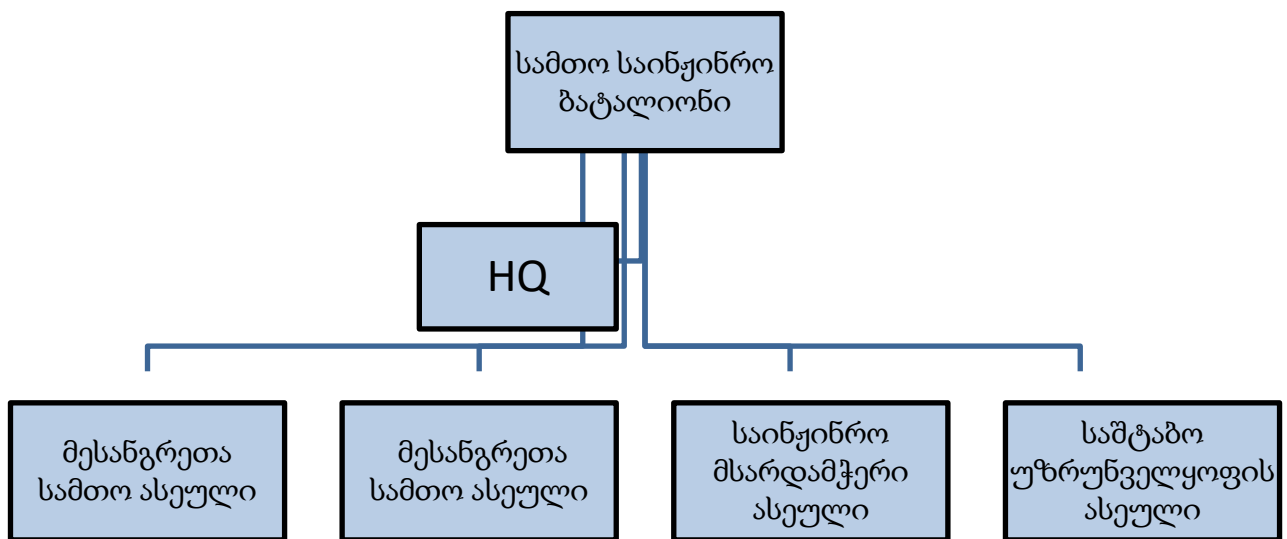 სამთო საინჟინრო
ბატალიონი
HQ
მესანგრეთა
სამთო ასეული
მესანგრეთა
სამთო ასეული
საინჟინრო
მსარდამჭერი
ასეული
საშტაბო
უზრუნველყოფის
ასეული